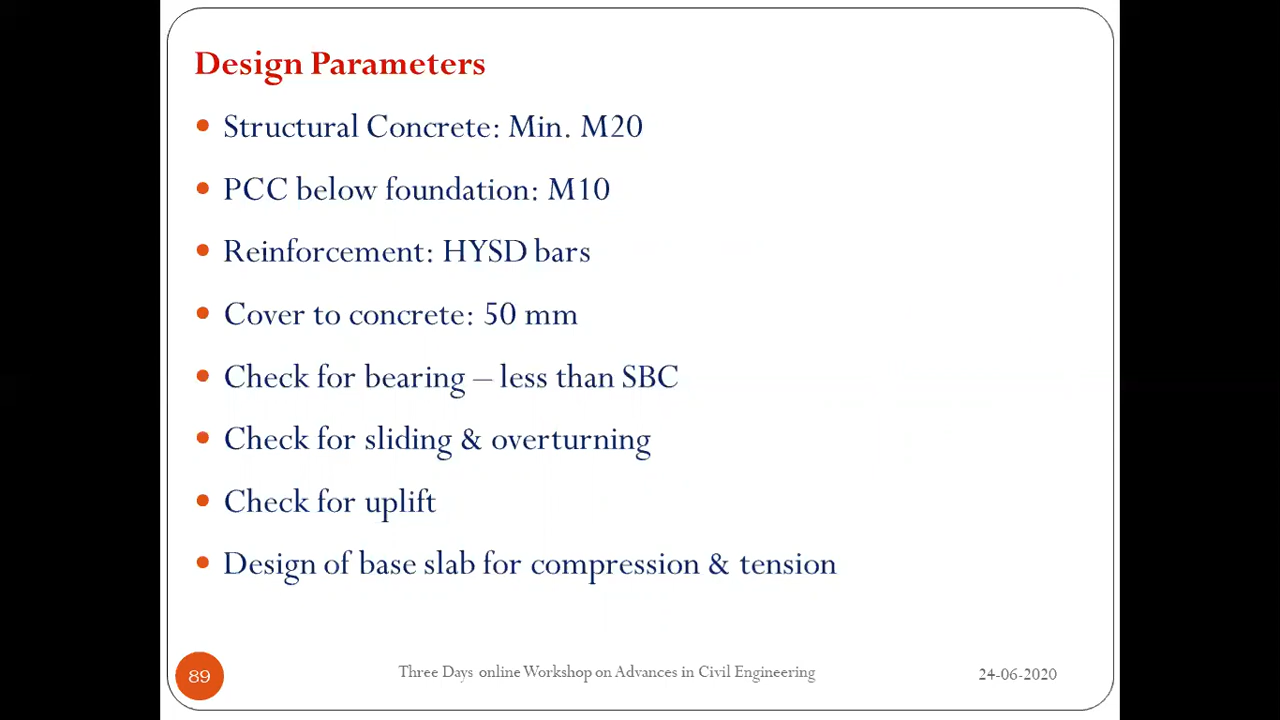 Design Parameters
• Structural Concrete: Min. M20
• PCC below foundation: M10
• Reinforcement: HYSD bars
• Cover to concrete: 50 mm
• Check for bearing – less than SBC
• Check for sliding & overturning
• Check for uplift
• Design of base slab for compression & tension
89
Three Days online Workshop on Advances in Civil Engineering
24-06-2020